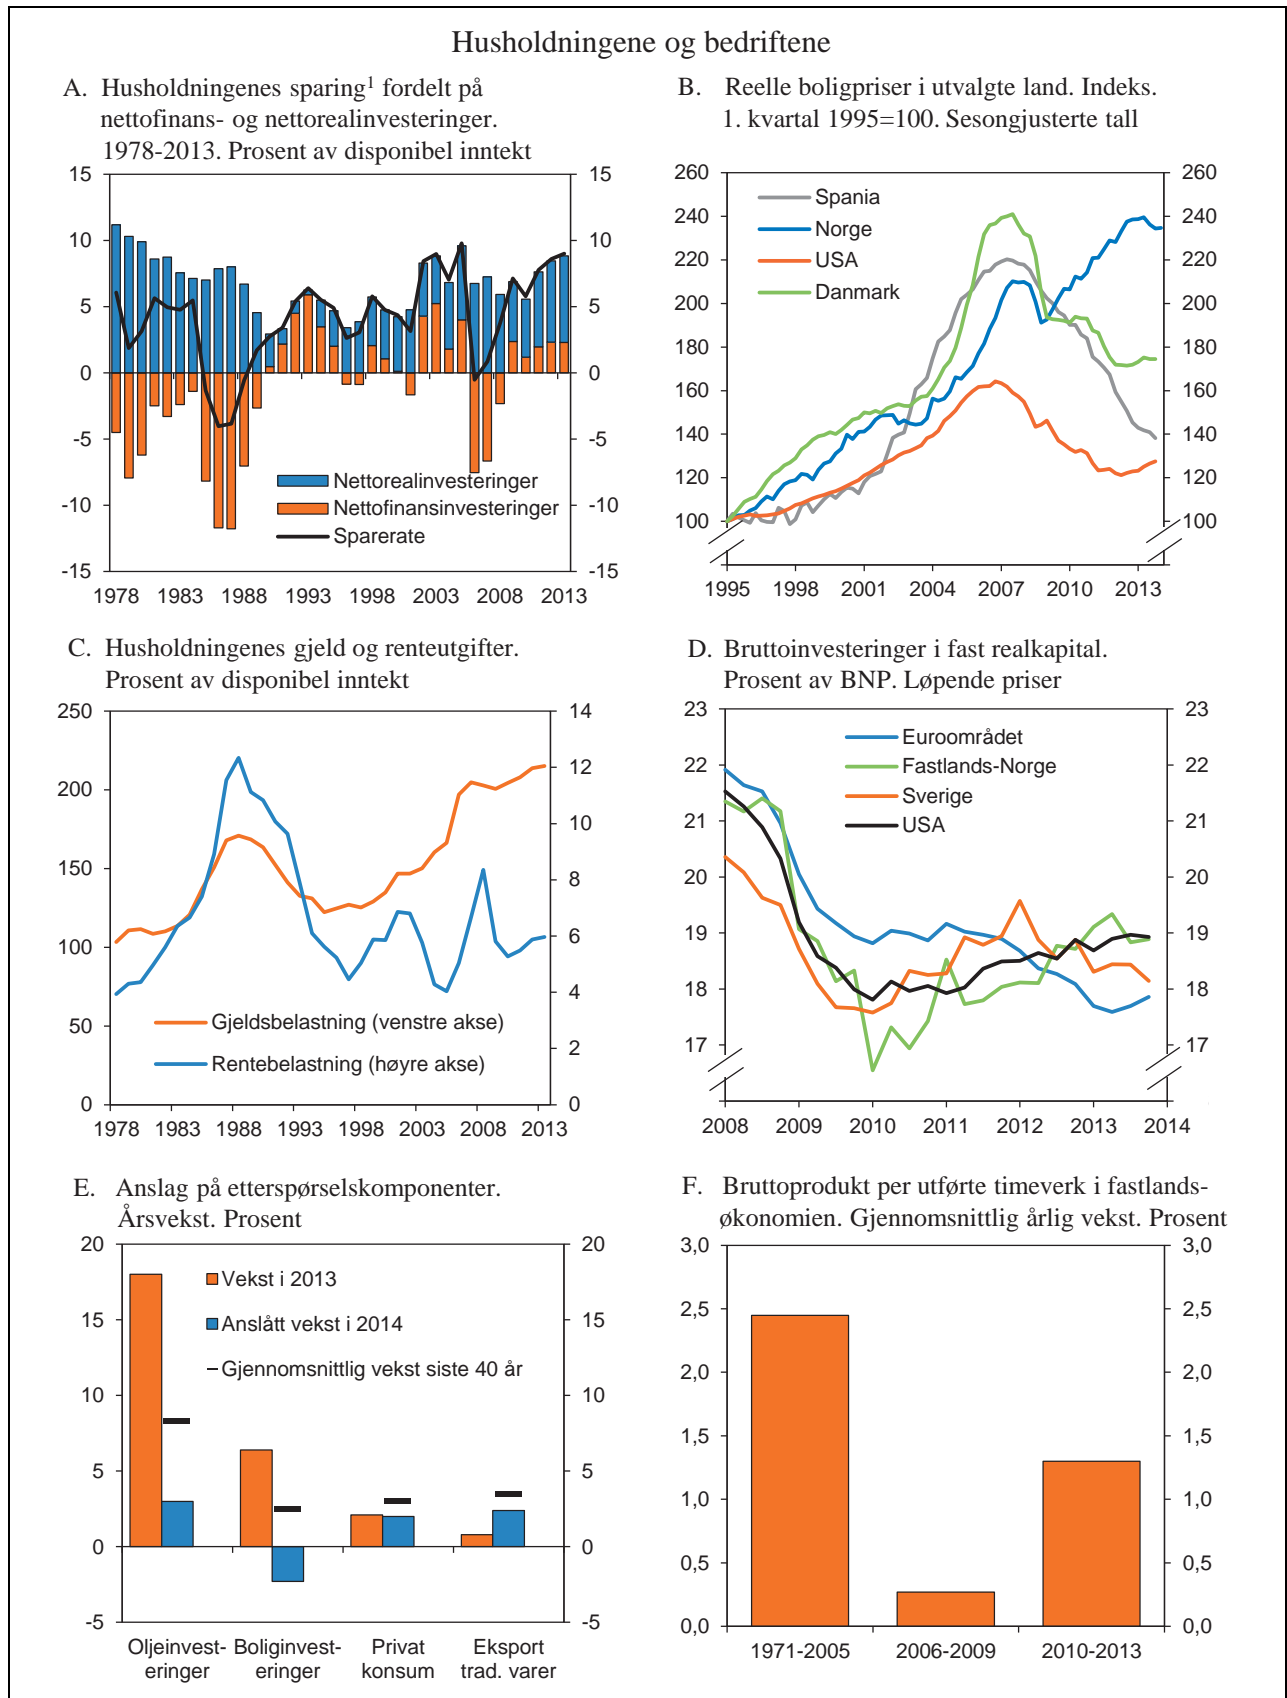 Husholdningene og bedriftene
A. Husholdningenes sparing¹ fordelt på
nettofinans- og nettorealinvesteringer.
1978-2013. Prosent av disponibel inntekt
15
10
5
0
-5
-10
-15
15
10
5
0
-5
-10
-15
Nettorealinvesteringer
Nettofinansinvesteringer
Sparerate
1978 1983 1988 1993 1998 2003 2008 2013
B. Reelle boligpriser i utvalgte land. Indeks.
1. kvartal 1995=100. Sesongjusterte tall
260
240
220
200
180
160
140
120
100
260
240
220
200
180
160
140
120
100
Spania
Norge
USA
Danmark
1995 1998 2001 2004 2007 2010 2013
C. Husholdningenes gjeld og renteutgifter.
Prosent av disponibel inntekt
250
200
150
100
50
0
14
12
10
8
6
4
2
0
Gjeldsbelastning (venstre akse)
Rentebelastning (høyre akse)
1978 1983 1988 1993 1998 2003 2008 2013
D. Bruttoinvesteringer i fast realkapital.
Prosent av BNP. Løpende priser
23
22
21
20
19
18
17
23
22
21
20
19
18
17
Euroområdet
Fastlands-Norge
Sverige
USA
2008 2009 2010 2011 2012 2013 2014
E. Anslag på etterspørselskomponenter.
Årsvekst. Prosent
20
15
10
5
0
-5
20
15
10
5
0
-5
Vekst i 2013
Anslått vekst i 2014
Gjennomsnittlig vekst siste 40 år
Oljeinvest- Boliginvest- Privat Eksport
eringer eringer konsum trad. varer
F. Bruttoprodukt per utførte timeverk i fastlands-
økonomien. Gjennomsnittlig årlig vekst. Prosent
3,0
2,5
2,0
1,5
1,0
0,5
0,0
3,0
2,5
2,0
1,5
1,0
0,5
0,0
1971-2005 2006-2009 2010-2013